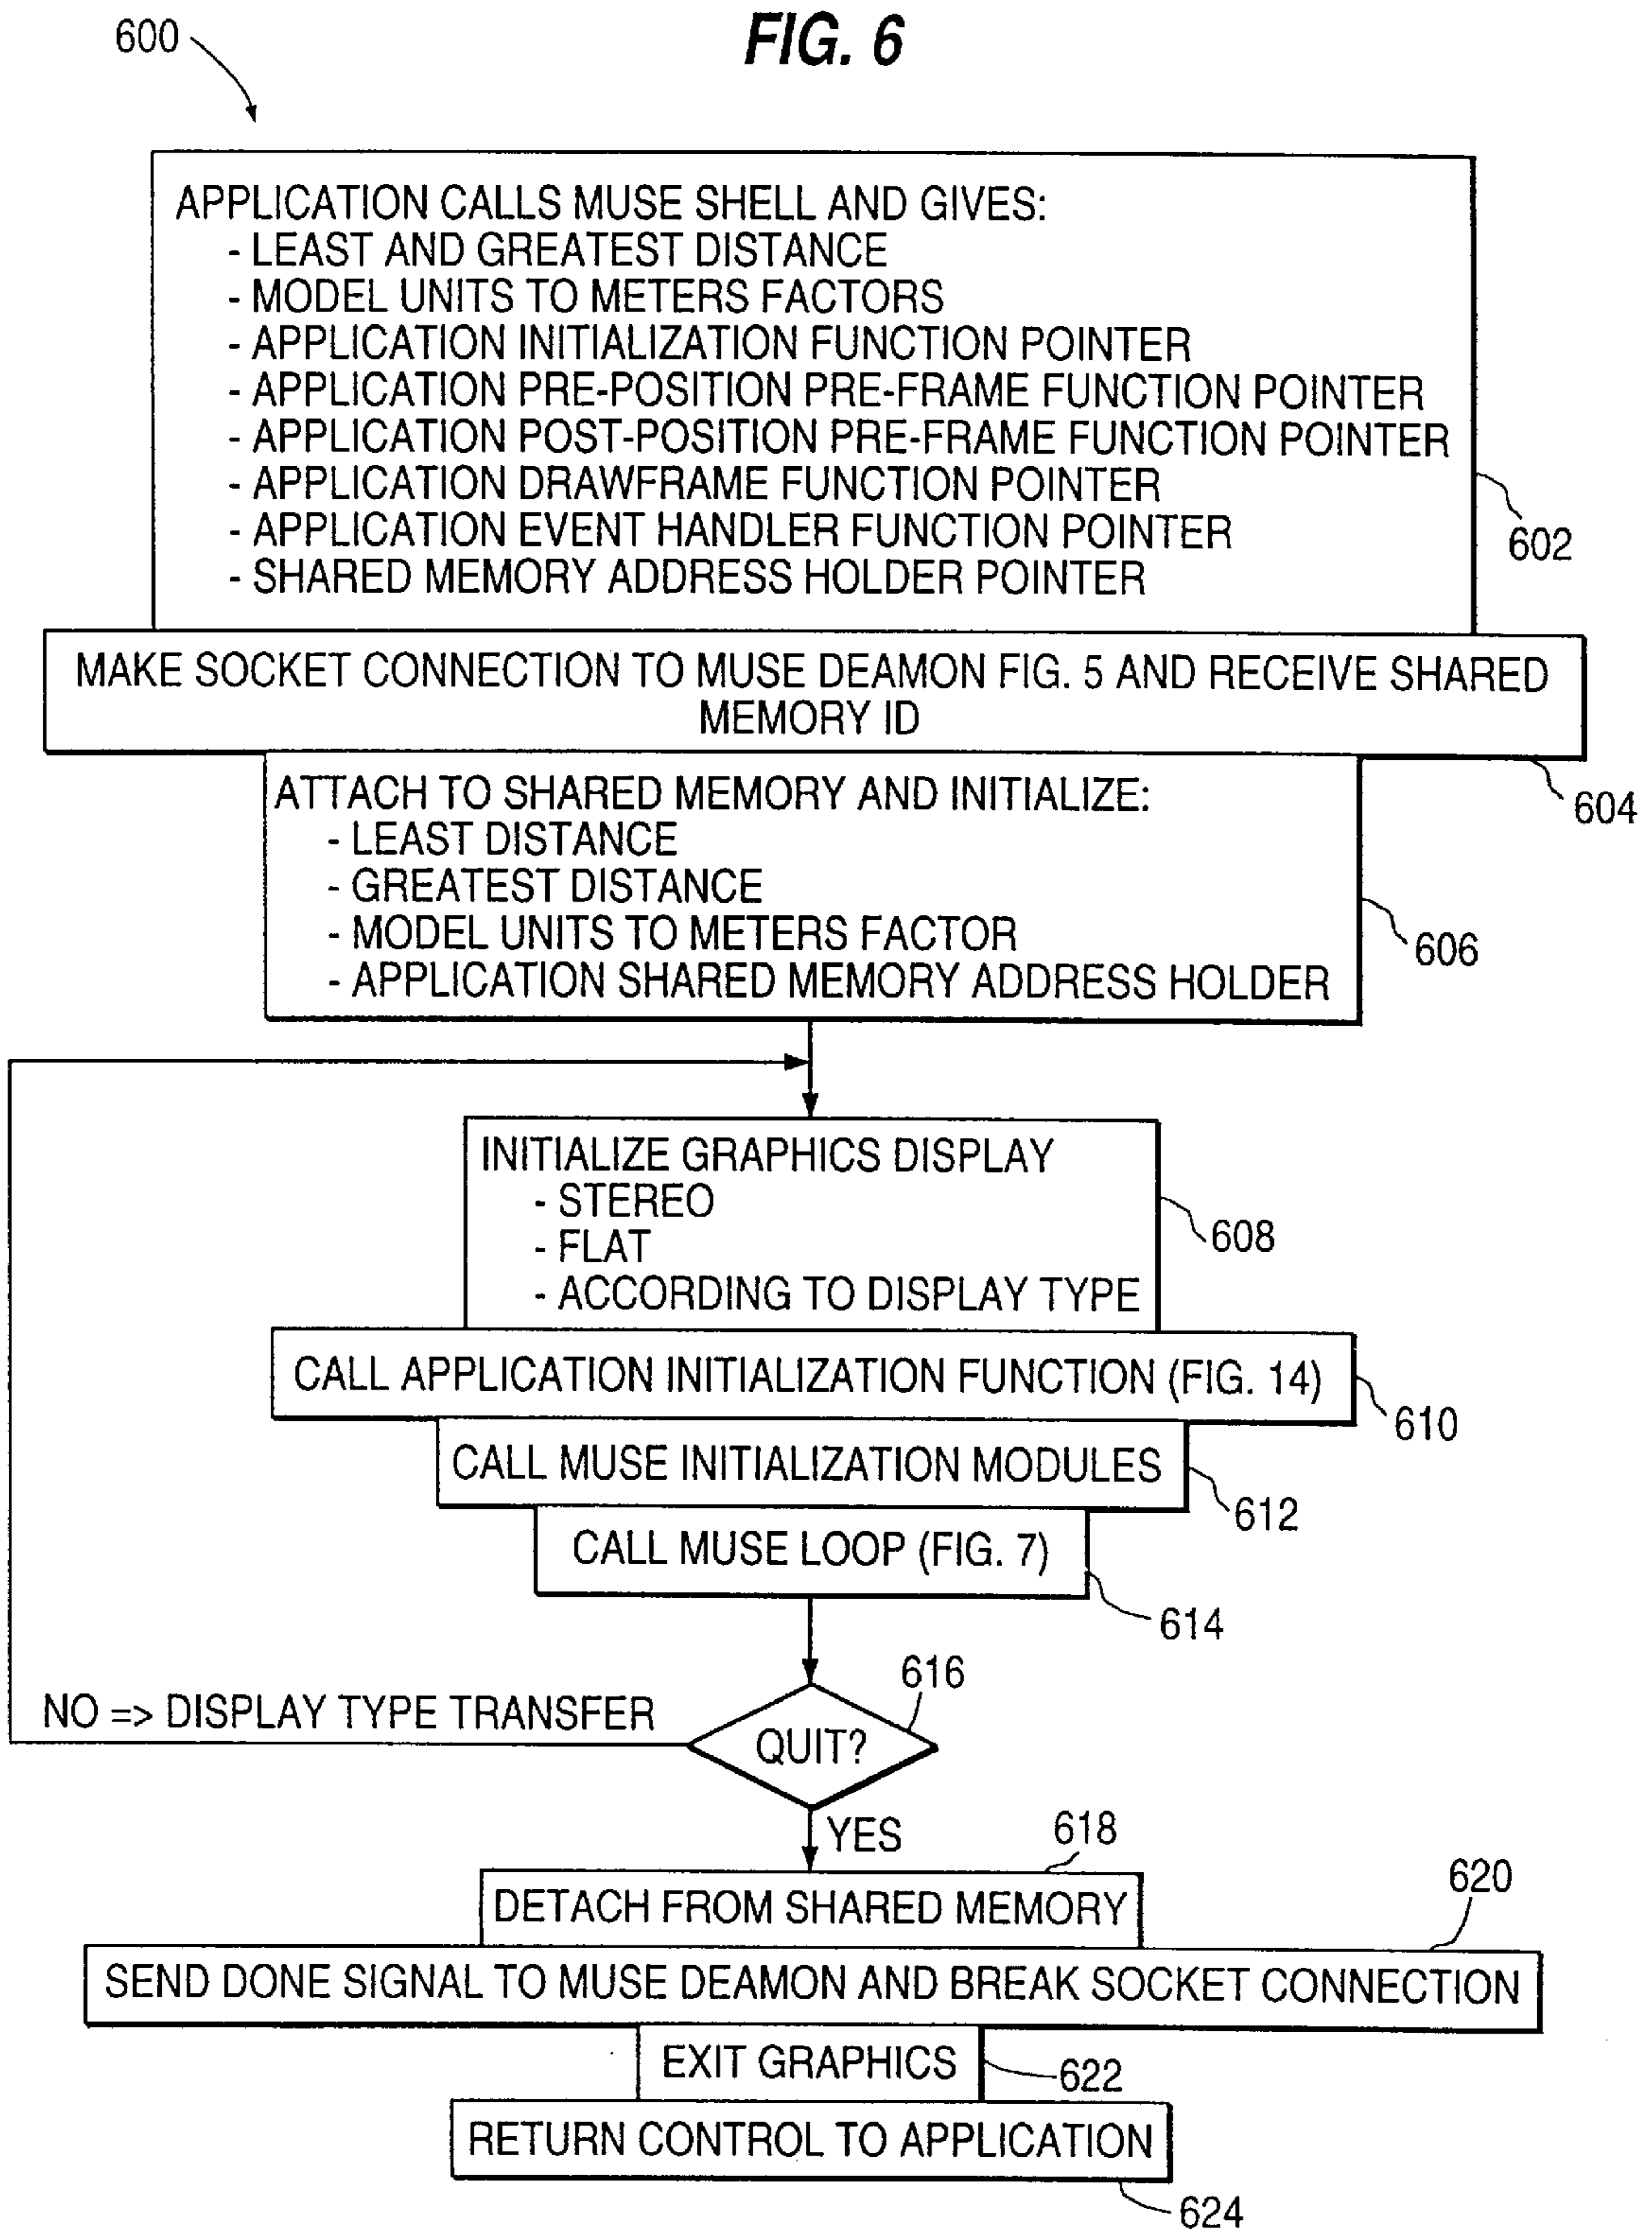 FIG. 6
600
APPLICATION CALLS MUSE SHELL AND GIVES:
- LEAST AND GREATEST DISTANCE
- MODEL UNITS TO METERS FACTORS
- APPLICATION INITIALIZATION FUNCTION POINTER
- APPLICATION PRE-POSITION PRE-FRAME FUNCTION POINTER
- APPLICATION POST-POSITION PRE-FRAME FUNCTION POINTER
- APPLICATION DRAWFRAME FUNCTION POINTER
- APPLICATION EVENT HANDLER FUNCTION POINTER
- SHARED MEMORY ADDRESS HOLDER POINTER
602
MAKE SOCKET CONNECTION TO MUSE DEAMON FIG. 5 AND RECEIVE SHARED
MEMORY ID
604
ATTACH TO SHARED MEMORY AND INITIALIZE:
- LEAST DISTANCE
- GREATEST DISTANCE
- MODEL UNITS TO METERS FACTOR
- APPLICATION SHARED MEMORY ADDRESS HOLDER
606
INITIALIZE GRAPHICS DISPLAY
- STEREO
- FLAT
- ACCORDING TO DISPLAY TYPE
608
CALL APPLICATION INITIALIZATION FUNCTION (FIG. 14)
610
CALL MUSE INITIALIZATION MODULES
612
CALL MUSE LOOP (FIG. 7)
614
616
NO => DISPLAY TYPE TRANSFER
QUIT?
YES
618
DETACH FROM SHARED MEMORY
620
SEND DONE SIGNAL TO MUSE DEAMON AND BREAK SOCKET CONNECTION
EXIT GRAPHICS
622
RETURN CONTROL TO APPLICATION
624